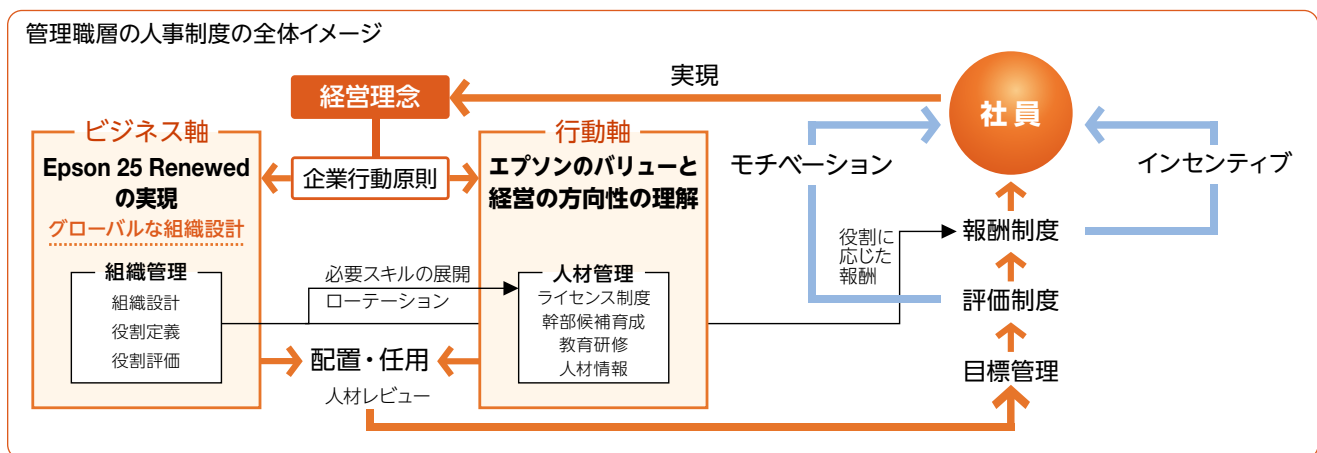 管理職層の人事制度の全体イメージ
実現
経営理念
社員
ビジネス軸
Epson 25 Renewed
の実現
グローバルな組織設計
企業行動原則
行動軸
エプソンのバリューと
経営の方向性の理解
モチベーション
インセンティブ
組織管理
組織設計
役割定義
役割評価
必要スキルの展開
ローテーション
人材管理
ライセンス制度
幹部候補育成
教育研修
人材情報
役割に
応じた
報酬
報酬制度
評価制度
目標管理
配置・任用
人材レビュー